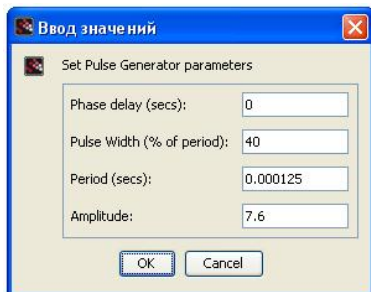 Ввод значений
Set Pulse Generator parameters
Phase delay (secs): 0
Pulse Width (% of period): 40
Period (secs): 0.000125
Amplitude: 7.6
OK Cancel